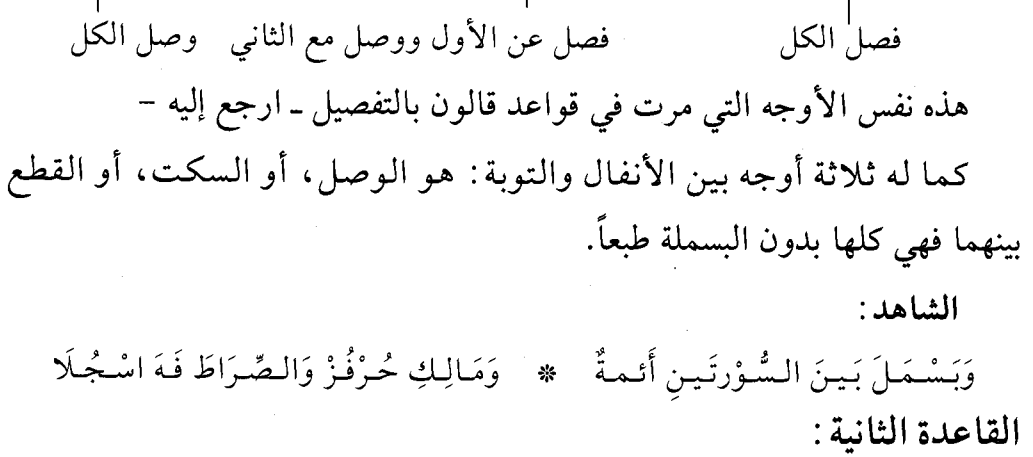 فصل الكل فصل عن الأول ووصل مع الثاني وصل الكل
هذه نفس الأوجه التي مرت في قواعد قالون بالتفصيل ـ ارجع إليه –
كما له ثلاثة أوجه بين الأنفال والتوبة: هو الوصل، أو السكت، أو القطع
بينهما فهي كلها بدون البسملة طبعاً.
الشاهد:
وَبَسْمَلَ بَينَ السُّوْرتَينِ أَئمةٌ * وَمَالِكِ حُزْفُزْ وَالصِّرَاطَ فَهَ اسْجُلَا
القاعدة الثانية: